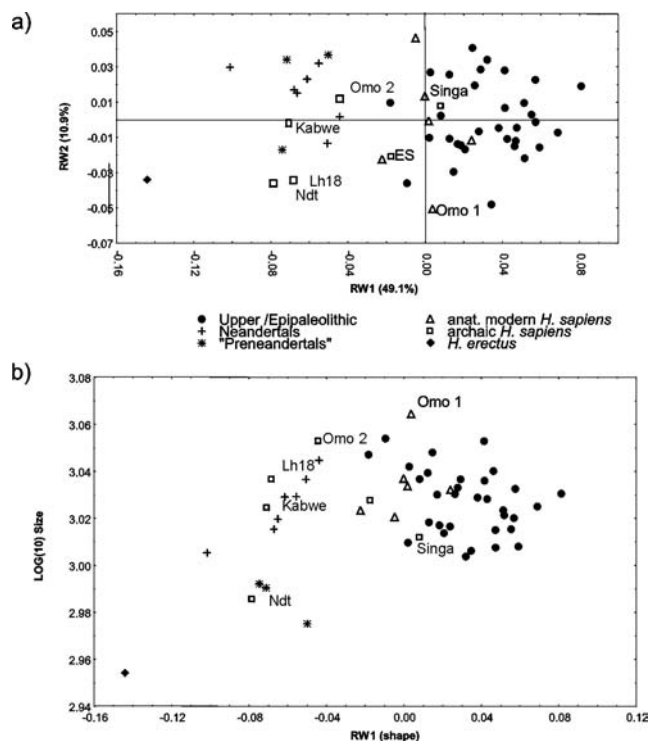 a)
0.05
0.03
0.01
-0.01
-0.03
-0.05
-0.07
RW2 (10.9%)
Omo 2
Singa
Kabwe
ES
Lh18
Ndt
Omo 1
-0.16
-0.12
-0.08
-0.04
0.00
0.04
0.08
RW1 (49.1%)
Upper /Epipaleolithic
anat. modern H. sapiens
Neandertals
archaic H. sapiens
"Preneandertals"
H. erectus
b)
3.08
3.06
3.04
3.02
3.00
2.98
2.96
2.94
LOG(10) Size
Omo 1
Omo 2
Lh18
Kabwe
Singa
Ndt
-0.16
-0.12
-0.08
-0.04
0.00
0.04
0.08
0.12
RW1 (shape)